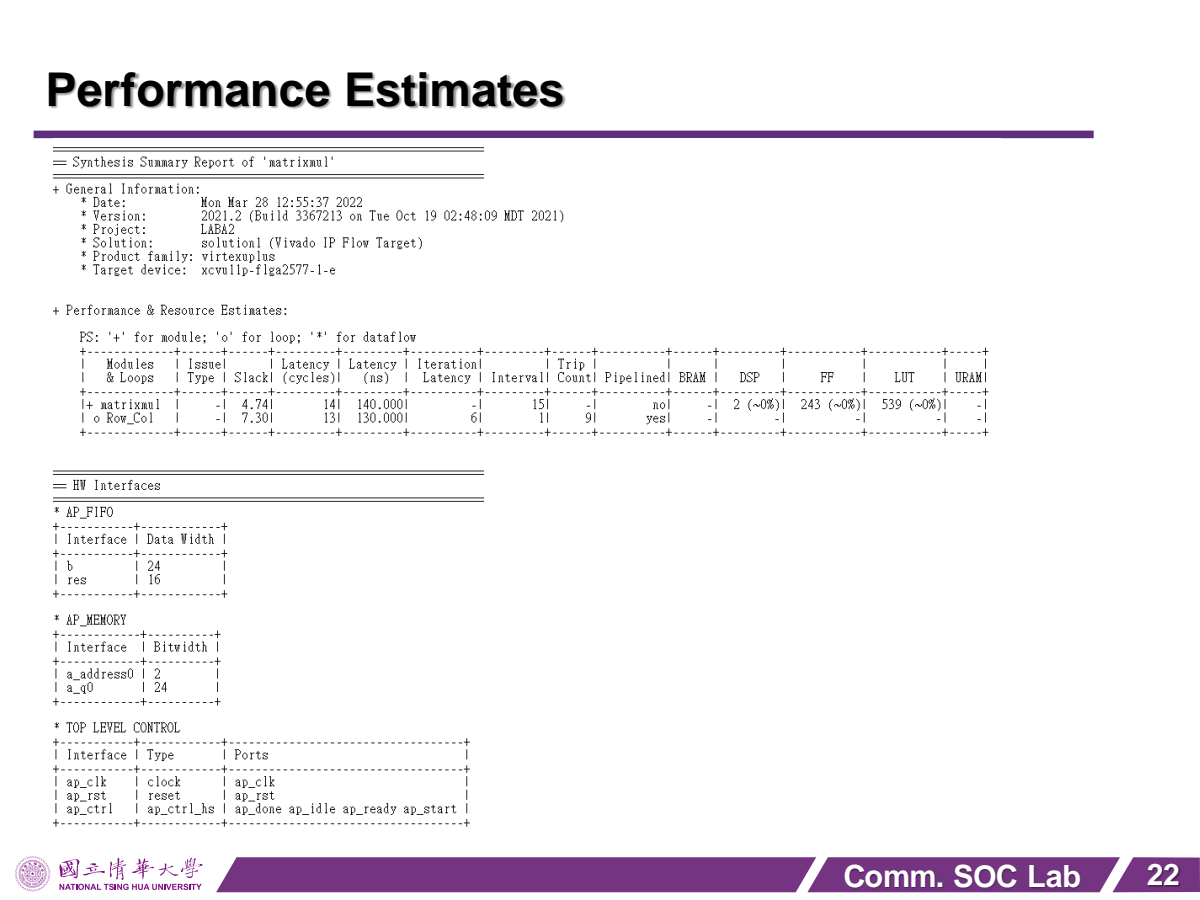 Performance Estimates
================================================================
== Synthesis Summary Report of 'matrixmul'
================================================================
+ General Information:
    * Date:           Mon Mar 28 12:55:37 2022
    * Version:        2021.2 (Build 3367213 on Tue Oct 19 02:48:09 MDT 2021)
    * Project:        LABA2
    * Solution:       solution1 (Vivado IP Flow Target)
    * Product family: virtexuplus
    * Target device:  xcvu11p-flga2577-1-e
+ Performance & Resource Estimates:
    PS: '+' for module; 'o' for loop; '*' for dataflow
    +--------------+------+------+---------+---------+----------+---------+------+----------+------+---------+-----------+-----------+-----+
    |   Modules    | Issue|      | Latency | Latency | Iteration|         | Trip |          |      |         |           |           |     |
    |   & Loops    | Type | Slack| (cycles)|   (ns)  |  Latency | Interval| Count| Pipelined| BRAM |   DSP   |     FF    |    LUT    | URAM|
    +--------------+------+------+---------+---------+----------+---------+------+----------+------+---------+-----------+-----------+-----+
    |+ matrixmul   |     -|  4.74|       14|  140.000|         -|       15|     -|        no|     -|  2 (~0%)|  243 (~0%)|  539 (~0%)|    -|
    | o Row_Col    |     -|  7.30|       13|  130.000|         6|        1|     9|       yes|     -|        -|          -|          -|    -|
    +--------------+------+------+---------+---------+----------+---------+------+----------+------+---------+-----------+-----------+-----+
================================================================
== HW Interfaces
================================================================
* AP_FIFO
+-----------+------------+
| Interface | Data Width |
+-----------+------------+
| b         | 24         |
| res       | 16         |
+-----------+------------+
* AP_MEMORY
+------------+----------+
| Interface  | Bitwidth |
+------------+----------+
| a_address0 | 2        |
| a_q0       | 24       |
+------------+----------+
* TOP LEVEL CONTROL
+-----------+------------+-----------------------------------+
| Interface | Type       | Ports                             |
+-----------+------------+-----------------------------------+
| ap_clk    | clock      | ap_clk                            |
| ap_rst    | reset      | ap_rst                            |
| ap_ctrl   | ap_ctrl_hs | ap_done ap_idle ap_ready ap_start |
+-----------+------------+-----------------------------------+
國立清華大學
NATIONAL TSING HUA UNIVERSITY
Comm. SOC Lab
22